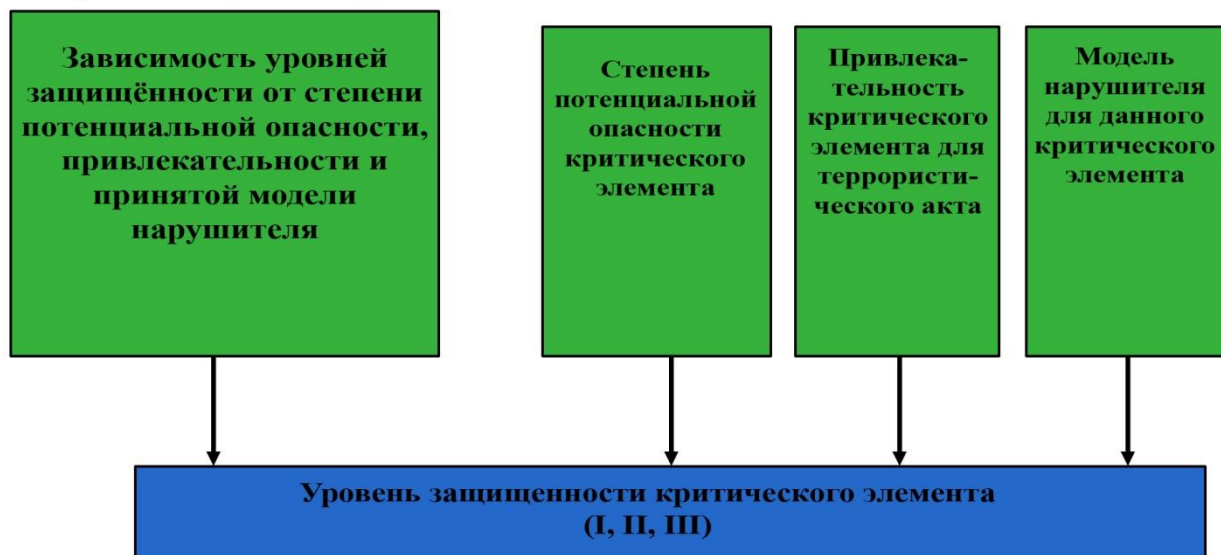 Зависимость уровней
защищённости от степени
потенциальной опасности,
привлекательности и
принятой модели
нарушителя
Степень
потенциальной
опасности
критического
элемента
Привлека-
тельность
критического
элемента для
террористи-
ческого акта
Модель
нарушителя
для данного
критического
элемента
Уровень защищенности критического элемента
(I, II, III)